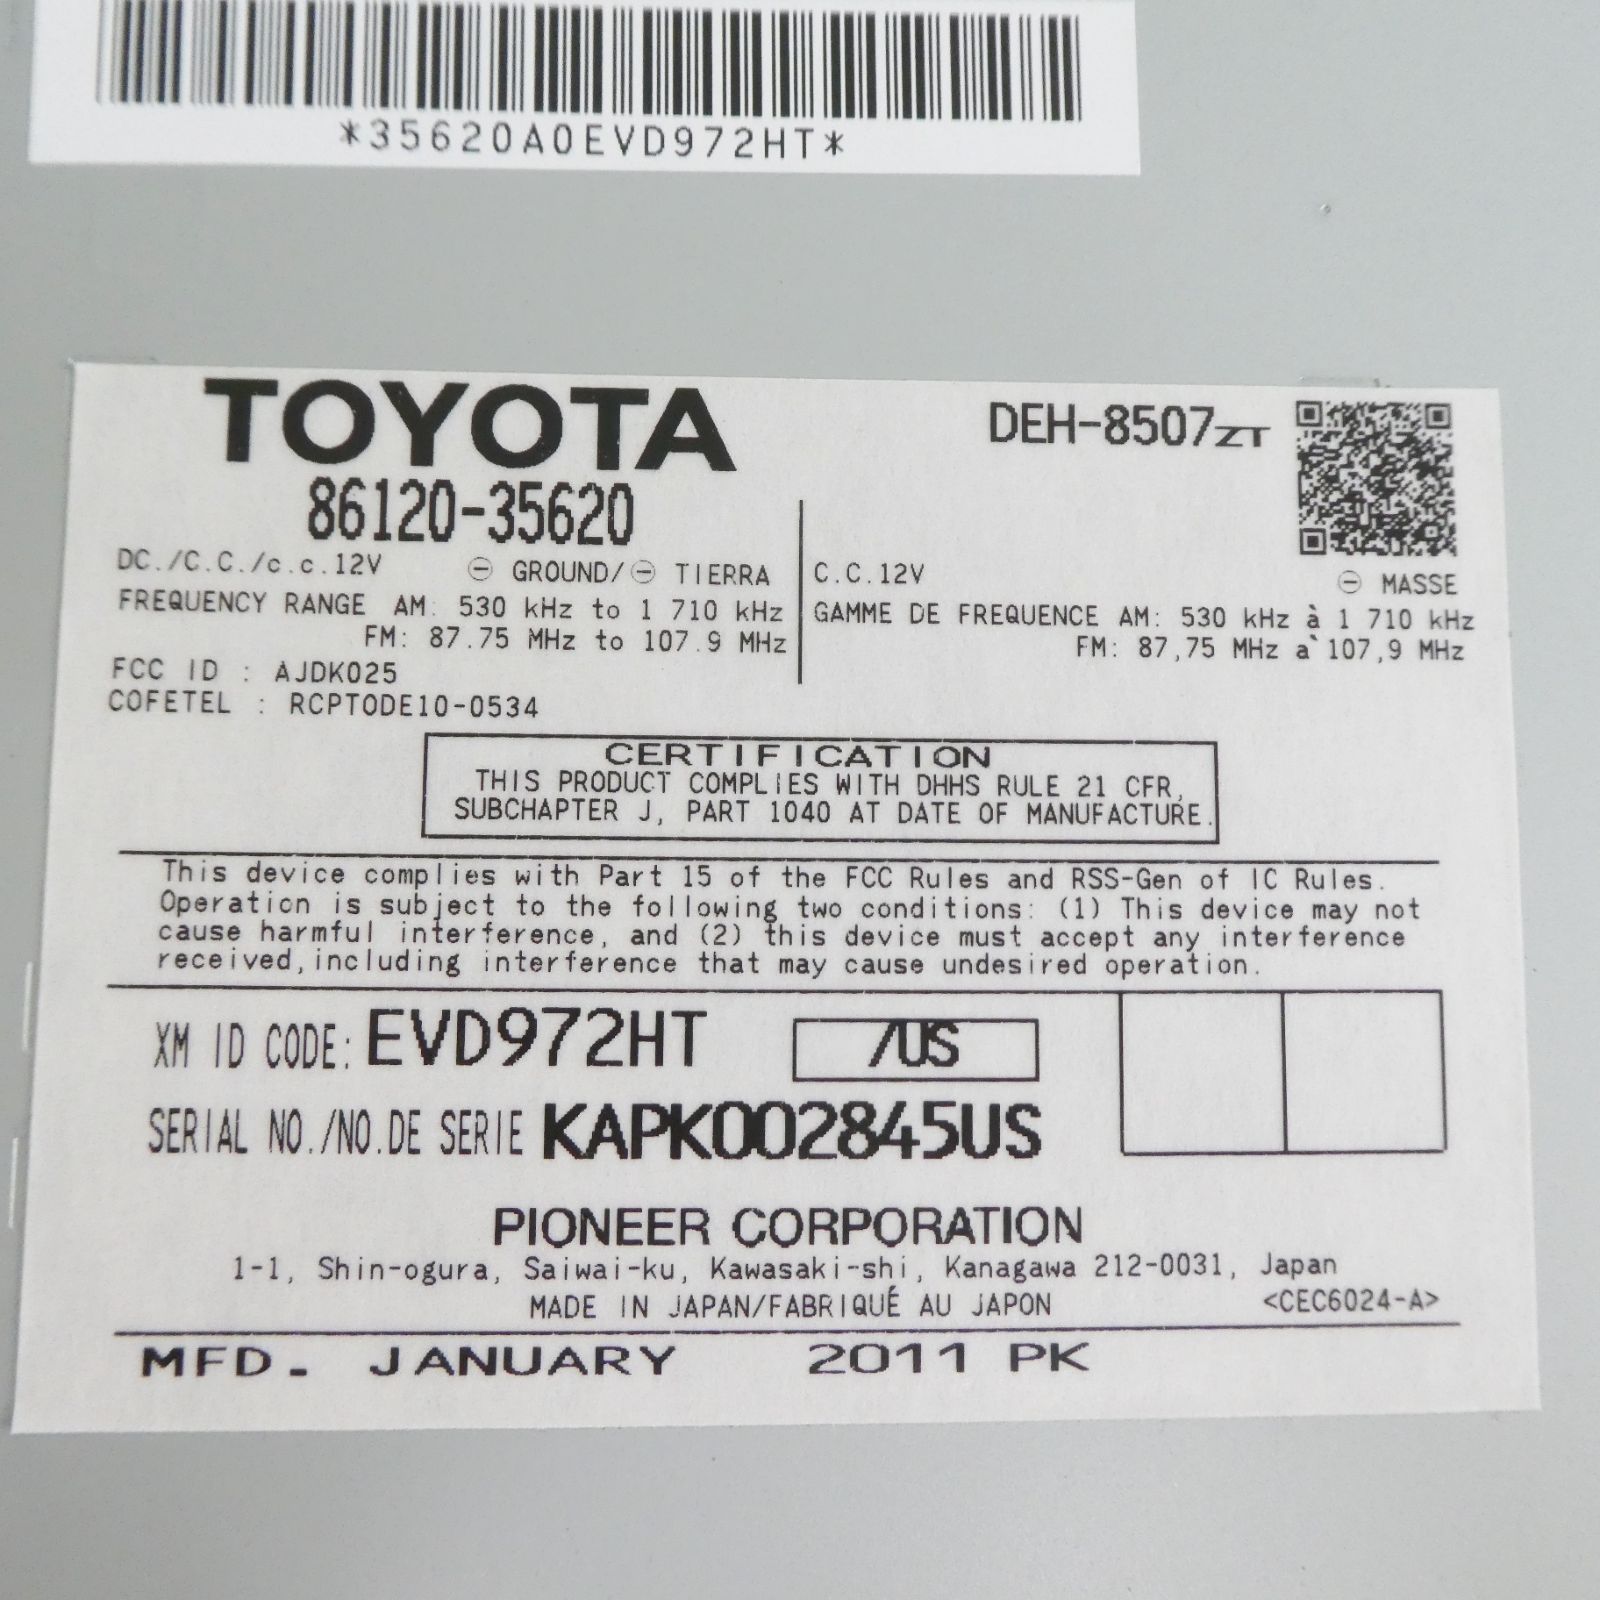 *35620A0EVD972HT*
TOYOTA
DEH-8507ZT
86120-35620
DC./C.C./c.c.12V ⊖ GROUND/⊖ TIERRA
FREQUENCY RANGE AM: 530 kHz to 1 710 kHz
FM: 87.75 MHz to 107.9 MHz
C.C.12V ⊖ MASSE
GAMME DE FREQUENCE AM: 530 kHz à 1 710 kHz
FM: 87,75 MHz à 107,9 MHz
FCC ID : AJDK025
COFETEL : RCPTODE10-0534
CERTIFICATION
THIS PRODUCT COMPLIES WITH DHHS RULE 21 CFR,
SUBCHAPTER J, PART 1040 AT DATE OF MANUFACTURE.
This device complies with Part 15 of the FCC Rules and RSS-Gen of IC Rules.
Operation is subject to the following two conditions: (1) This device may not
cause harmful interference, and (2) this device must accept any interference
received,including interference that may cause undesired operation.
XM ID CODE: EVD972HT /US
SERIAL NO./NO.DE SERIE KAPK002845US
PIONEER CORPORATION
1-1, Shin-ogura, Saiwai-ku, Kawasaki-shi, Kanagawa 212-0031, Japan
MADE IN JAPAN/FABRIQUÉ AU JAPON <CEC6024-A>
MFD. JANUARY 2011 PK